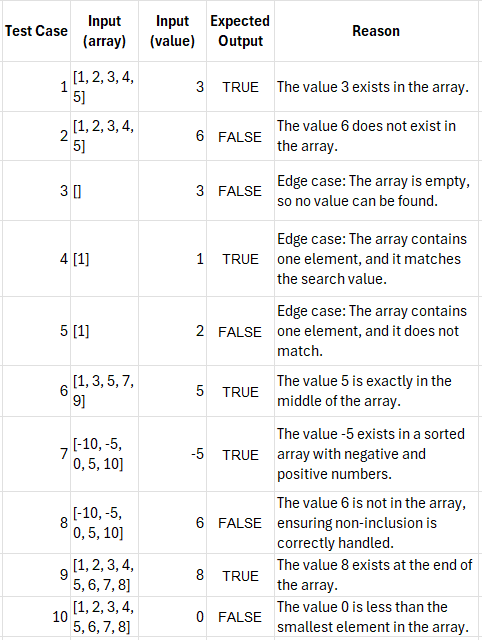 Test Case Input (array) Input (value) Expected Output Reason
1 [1, 2, 3, 4, 5] 3 TRUE The value 3 exists in the array.
2 [1, 2, 3, 4, 5] 6 FALSE The value 6 does not exist in the array.
3 [] 3 FALSE Edge case: The array is empty, so no value can be found.
4 [1] 1 TRUE Edge case: The array contains one element, and it matches the search value.
5 [1] 2 FALSE Edge case: The array contains one element, and it does not match.
6 [1, 3, 5, 7, 9] 5 TRUE The value 5 is exactly in the middle of the array.
7 [-10, -5, 0, 5, 10] -5 TRUE The value -5 exists in a sorted array with negative and positive numbers.
8 [-10, -5, 0, 5, 10] 6 FALSE The value 6 is not in the array, ensuring non-inclusion is correctly handled.
9 [1, 2, 3, 4, 5, 6, 7, 8] 8 TRUE The value 8 exists at the end of the array.
10 [1, 2, 3, 4, 5, 6, 7, 8] 0 FALSE The value 0 is less than the smallest element in the array.